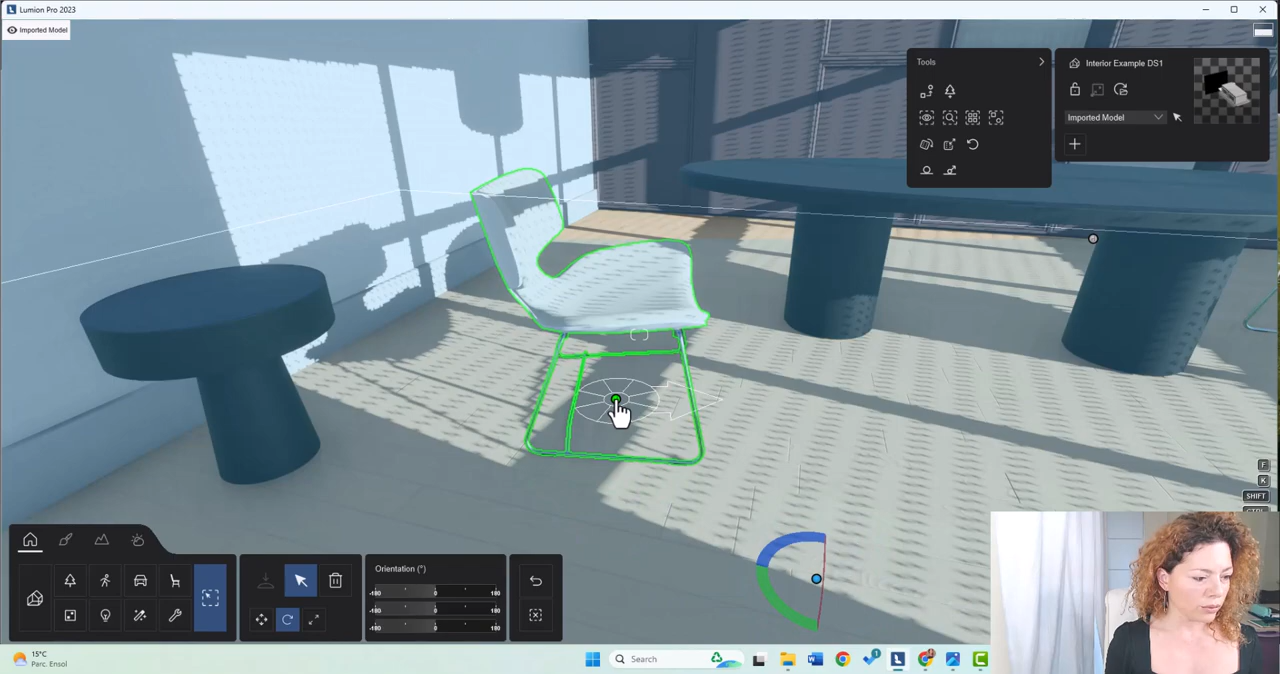 Lumion Pro 2023
Imported Model
Tools
Interior Example DS1
Imported Model
F
K
SHIFT
Orientation (°)
-180 0 180
-180 0 180
-180 0 180
15°C
Parc. Ensol
Search
1